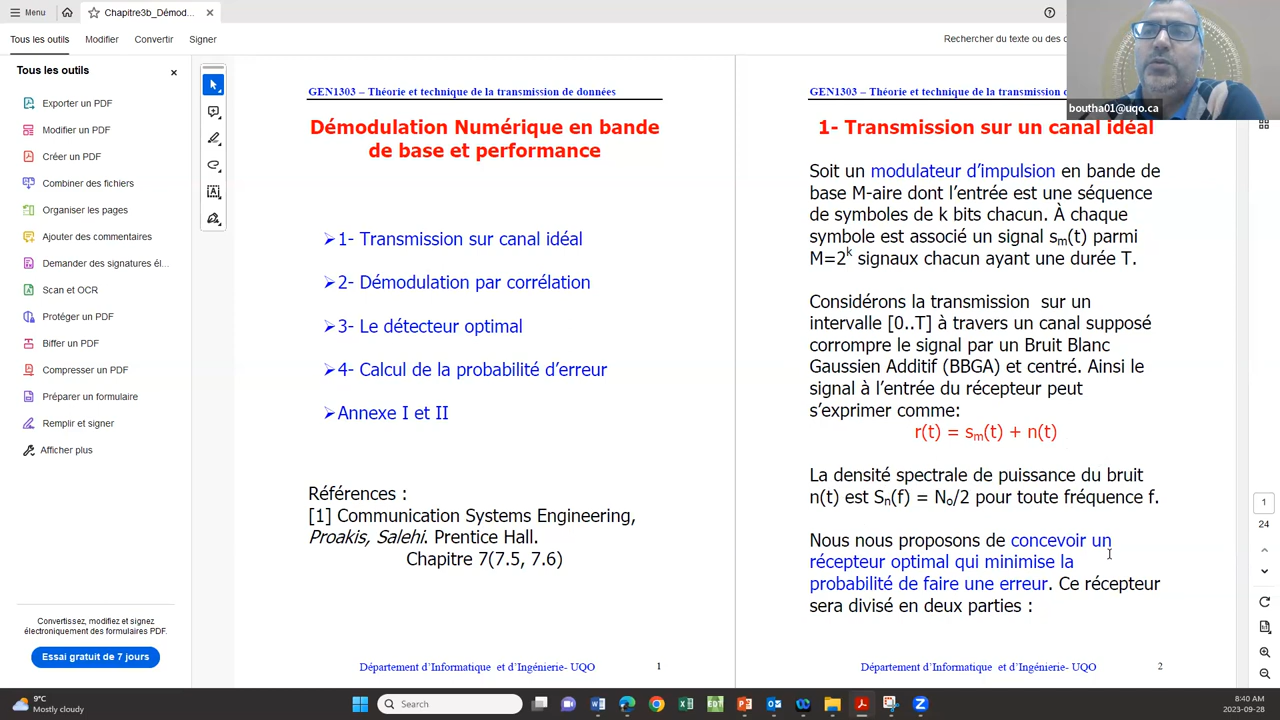 Menu
Chapitre3b_Démod...
Tous les outils
Modifier
Convertir
Signer
Rechercher du texte ou des
boutha01@uqo.ca
Tous les outils
Exporter un PDF
Modifier un PDF
Créer un PDF
Combiner des fichiers
Organiser les pages
Ajouter des commentaires
Demander des signatures él...
Scan et OCR
Protéger un PDF
Biffer un PDF
Compresser un PDF
Préparer un formulaire
Remplir et signer
Afficher plus
Convertissez, modifiez et signez
électroniquement des formulaires PDF.
Essai gratuit de 7 jours
GEN1303 – Théorie et technique de la transmission de données
Démodulation Numérique en bande
de base et performance
➢1- Transmission sur canal idéal
➢2- Démodulation par corrélation
➢3- Le détecteur optimal
➢4- Calcul de la probabilité d'erreur
➢Annexe I et II
Références :
[1] Communication Systems Engineering,
Proakis, Salehi. Prentice Hall.
Chapitre 7(7.5, 7.6)
Département d'Informatique et d'Ingénierie- UQO 1
GEN1303 – Théorie et technique de la transmission de d
1- Transmission sur un canal idéal
Soit un modulateur d'impulsion en bande de
base M-aire dont l'entrée est une séquence
de symboles de k bits chacun. À chaque
symbole est associé un signal sm(t) parmi
M=2^k signaux chacun ayant une durée T.
Considérons la transmission sur un
intervalle [0..T] à travers un canal supposé
corrompre le signal par un Bruit Blanc
Gaussien Additif (BBGA) et centré. Ainsi le
signal à l'entrée du récepteur peut
s'exprimer comme:
r(t) = sm(t) + n(t)
La densité spectrale de puissance du bruit
n(t) est Sn(f) = No/2 pour toute fréquence f.
Nous nous proposons de concevoir un
récepteur optimal qui minimise la
probabilité de faire une erreur. Ce récepteur
sera divisé en deux parties :
Département d'Informatique et d'Ingénierie- UQO 2
1
24
9°C
Mostly cloudy
Search
8:40 AM
2023-09-28